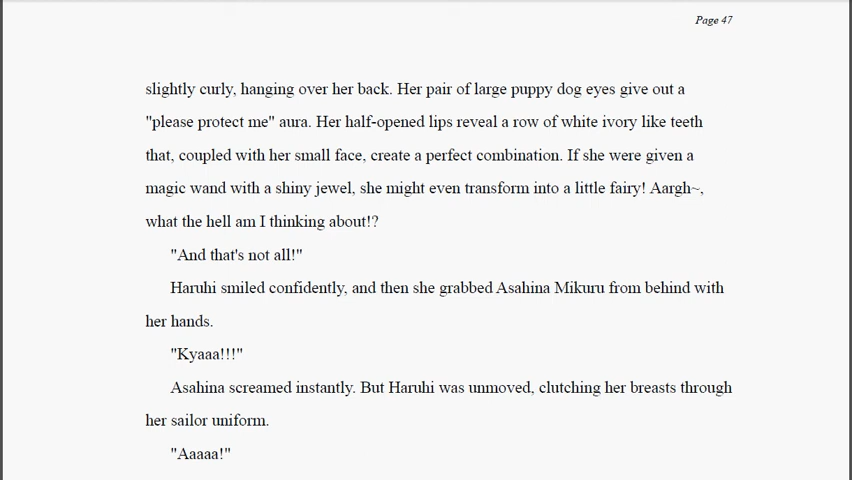 Page 47
slightly curly, hanging over her back. Her pair of large puppy dog eyes give out a
"please protect me" aura. Her half-opened lips reveal a row of white ivory like teeth
that, coupled with her small face, create a perfect combination. If she were given a
magic wand with a shiny jewel, she might even transform into a little fairy! Aargh~,
what the hell am I thinking about!?
"And that's not all!"
Haruhi smiled confidently, and then she grabbed Asahina Mikuru from behind with
her hands.
"Kyaaa!!!"
Asahina screamed instantly. But Haruhi was unmoved, clutching her breasts through
her sailor uniform.
"Aaaaa!"